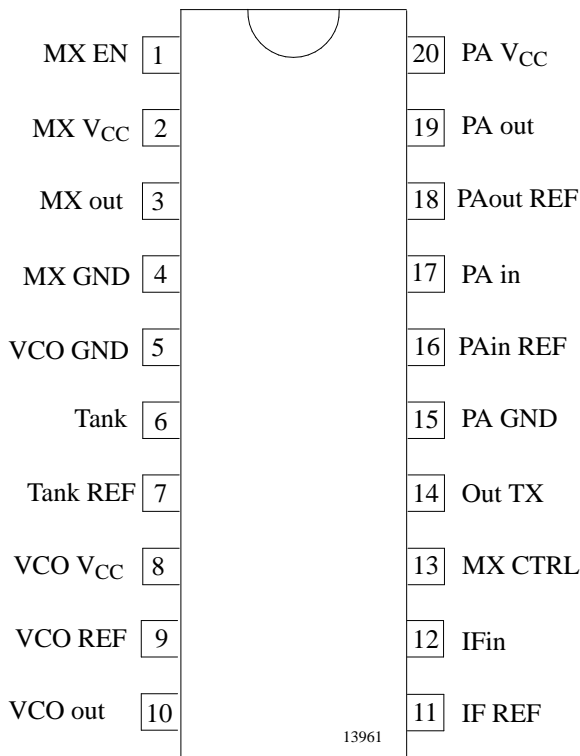 MX EN 1 20 PA VCC
MX VCC 2 19 PA out
MX out 3 18 PAout REF
MX GND 4 17 PA in
VCO GND 5 16 PAin REF
Tank 6 15 PA GND
Tank REF 7 14 Out TX
VCO VCC 8 13 MX CTRL
VCO REF 9 12 IFin
VCO out 10 11 IF REF
13961